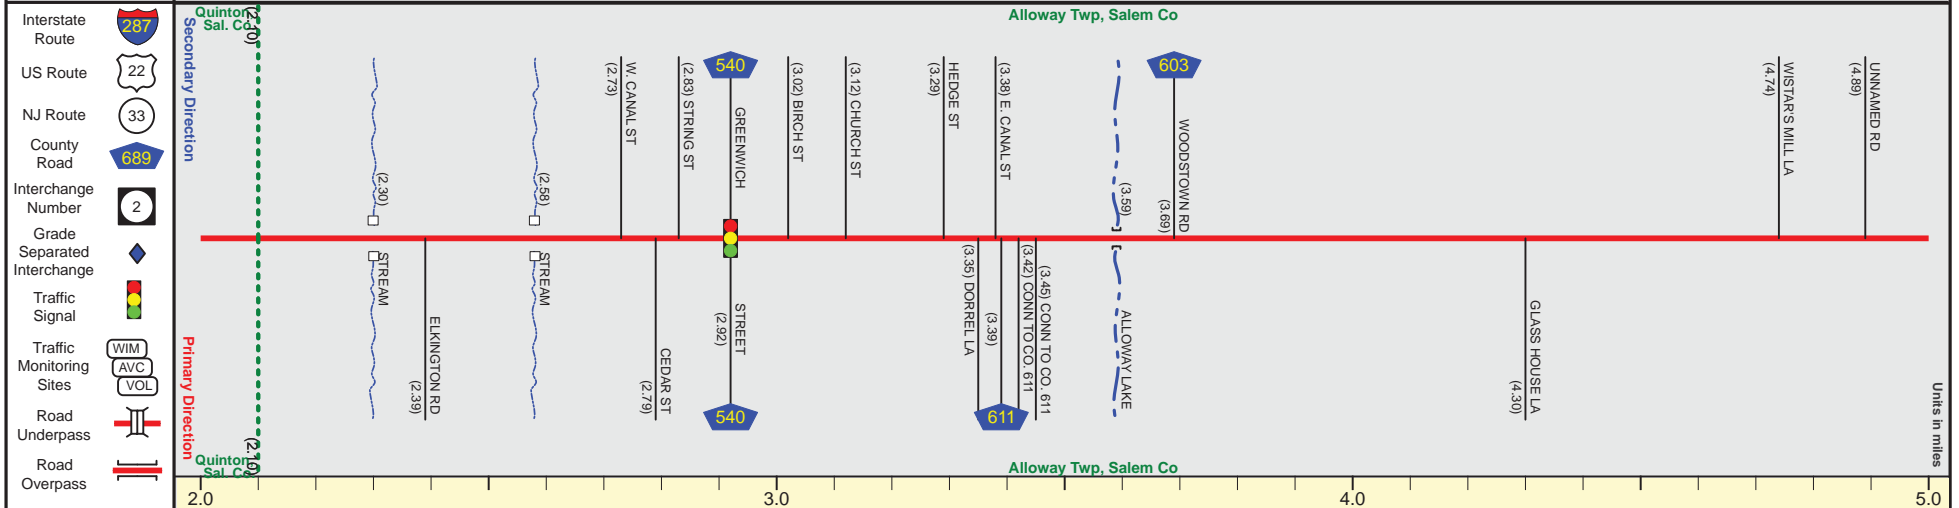 Interstate
Route
287
US Route
22
NJ Route
33
County
Road
689
Interchange
Number
2
Grade
Separated
Interchange
Traffic
Signal
Traffic
Monitoring
Sites
WIM
AVC
VOL
Road
Underpass
Road
Overpass
Secondary Direction
Primary Direction
Quinton
Sal. Co
(2.10)
Alloway Twp, Salem Co
(2.30)
STREAM
(2.39)
ELKINGTON RD
(2.58)
STREAM
(2.73)
W. CANAL ST
(2.79)
CEDAR ST
(2.83) STRING ST
540
GREENWICH
STREET
(2.92)
540
(3.02) BIRCH ST
(3.12) CHURCH ST
(3.29)
HEDGE ST
(3.35) DORREL LA
(3.38) E. CANAL ST
(3.39)
611
(3.42) CONN TO CO. 611
(3.45) CONN TO CO. 611
(3.59)
ALLOWAY LAKE
603
WOODSTOWN RD
(3.69)
GLASS HOUSE LA
(4.30)
(4.74)
WISTAR'S MILL LA
(4.89)
UNNAMED RD
Units in miles
Quinton
Sal. Co
(2.10)
Alloway Twp, Salem Co
2.0
3.0
4.0
5.0